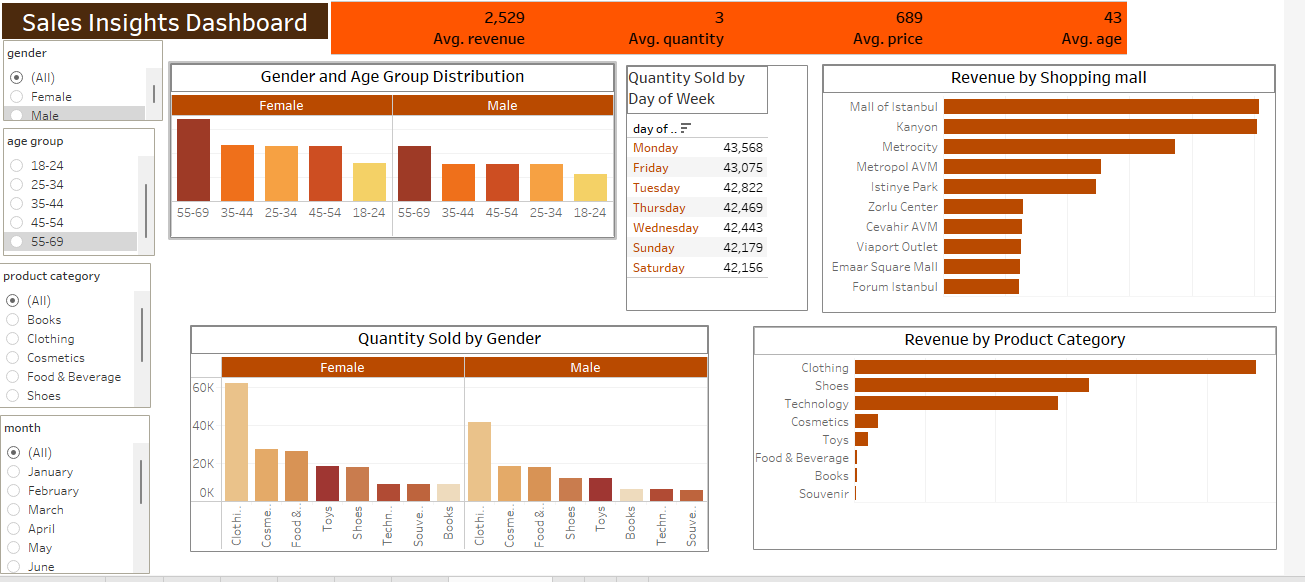 Sales Insights Dashboard
2,529
3
689
43
Avg. revenue
Avg. quantity
Avg. price
Avg. age
gender
(All)
Female
Male
age group
18-24
25-34
35-44
45-54
55-69
product category
(All)
Books
Clothing
Cosmetics
Food & Beverage
Shoes
month
(All)
January
February
March
April
May
June
Gender and Age Group Distribution
Female
Male
55-69
35-44
25-34
45-54
18-24
55-69
35-44
45-54
25-34
18-24
Quantity Sold by
Day of Week
day of ..
Monday 43,568
Friday 43,075
Tuesday 42,822
Thursday 42,469
Wednesday 42,443
Sunday 42,179
Saturday 42,156
Revenue by Shopping mall
Mall of Istanbul
Kanyon
Metrocity
Metropol AVM
Istinye Park
Zorlu Center
Cevahir AVM
Viaport Outlet
Emaar Square Mall
Forum Istanbul
Quantity Sold by Gender
Female
Male
60K
40K
20K
0K
Clothi..
Cosme..
Food &..
Toys
Shoes
Techn..
Souve..
Books
Clothi..
Cosme..
Food &..
Shoes
Toys
Books
Techn..
Souve..
Revenue by Product Category
Clothing
Shoes
Technology
Cosmetics
Toys
Food & Beverage
Books
Souvenir